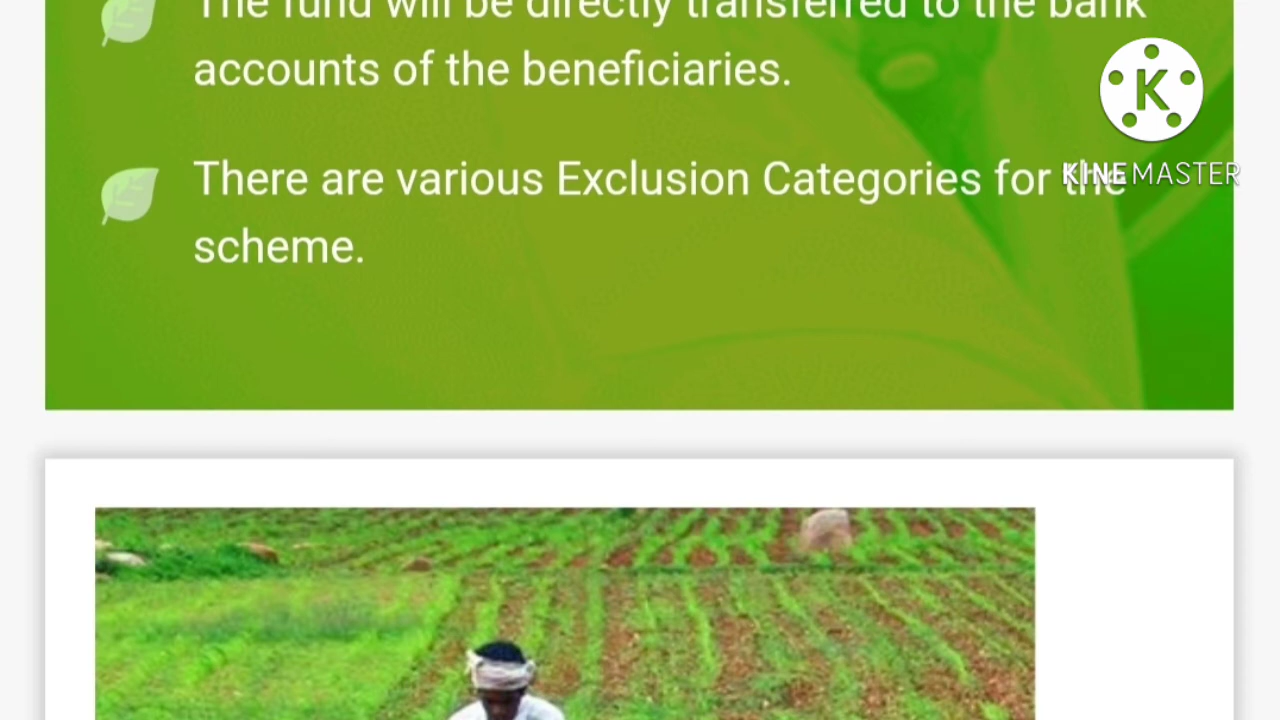 The fund will be directly transferred to the bank
accounts of the beneficiaries.
There are various Exclusion Categories for the
scheme.
K
KINEMASTER